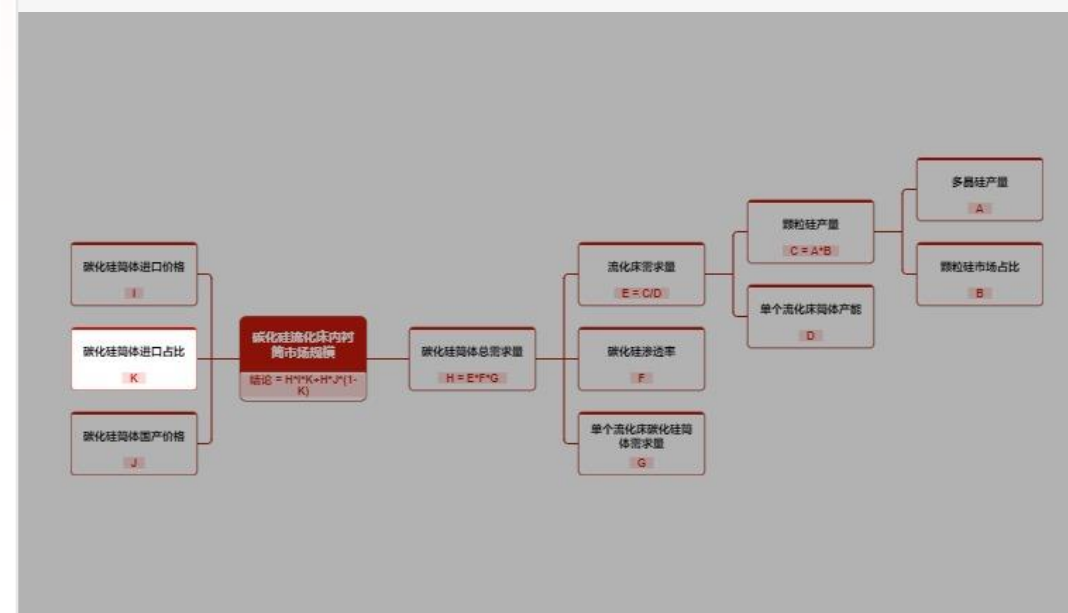 多晶硅产量
A
颗粒硅产量
C = A*B
碳化硅筒体进口价格
I
流化床需求量
E = C/D
颗粒硅市场占比
B
单个流化床筒体产能
D
碳化硅筒体进口占比
K
碳化硅流化床内衬
筒市场规模
结论 = H*I*K+H*J*(1-
K)
碳化硅筒体总需求量
H = E*F*G
碳化硅渗透率
F
碳化硅筒体国产价格
J
单个流化床碳化硅筒
体需求量
G